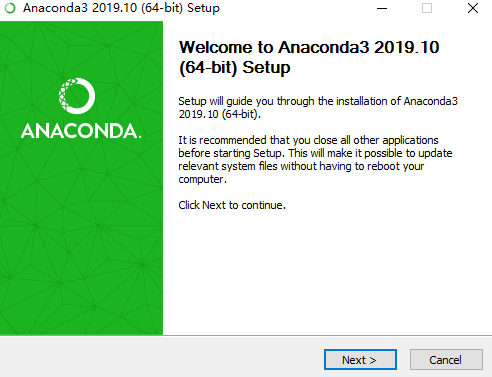 Anaconda3 2019.10 (64-bit) Setup
ANACONDA.
Welcome to Anaconda3 2019.10
(64-bit) Setup
Setup will guide you through the installation of Anaconda3
2019.10 (64-bit).
It is recommended that you close all other applications
before starting Setup. This will make it possible to update
relevant system files without having to reboot your
computer.
Click Next to continue.
Next >
Cancel